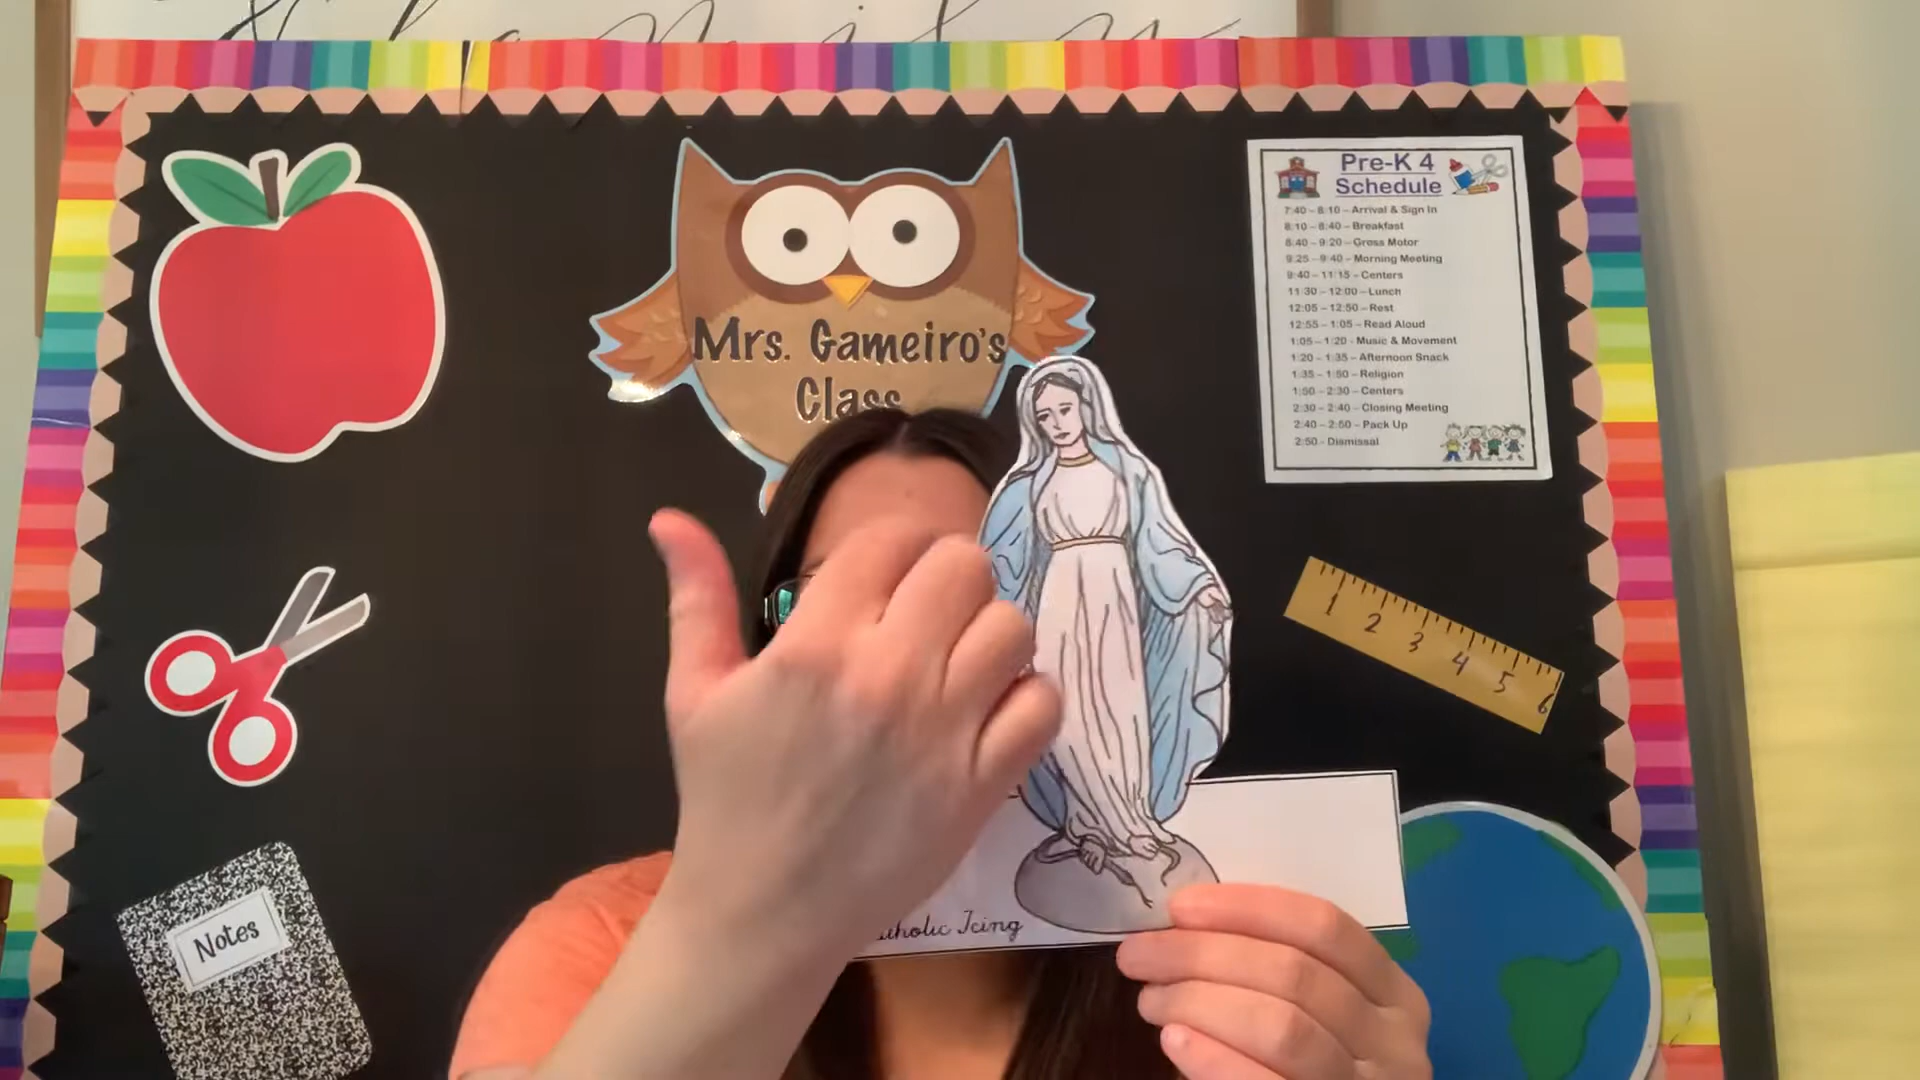 Mrs. Gameiro's
Class
Pre-K 4
Schedule
7:40 – 8:10 – Arrival & Sign In
8:10 – 8:40 – Breakfast
8:40 – 9:20 – Gross Motor
9:25 – 9:40 – Morning Meeting
9:40 – 11:15 – Centers
11:30 – 12:00 – Lunch
12:05 – 12:50 – Rest
12:55 – 1:05 – Read Aloud
1:05 – 1:20 - Music & Movement
1:20 – 1:35 – Afternoon Snack
1:35 – 1:50 – Religion
1:50 – 2:30 – Centers
2:30 – 2:40 – Closing Meeting
2:40 – 2:50 – Pack Up
2:50 - Dismissal
1 2 3 4 5 6
Notes
Icing